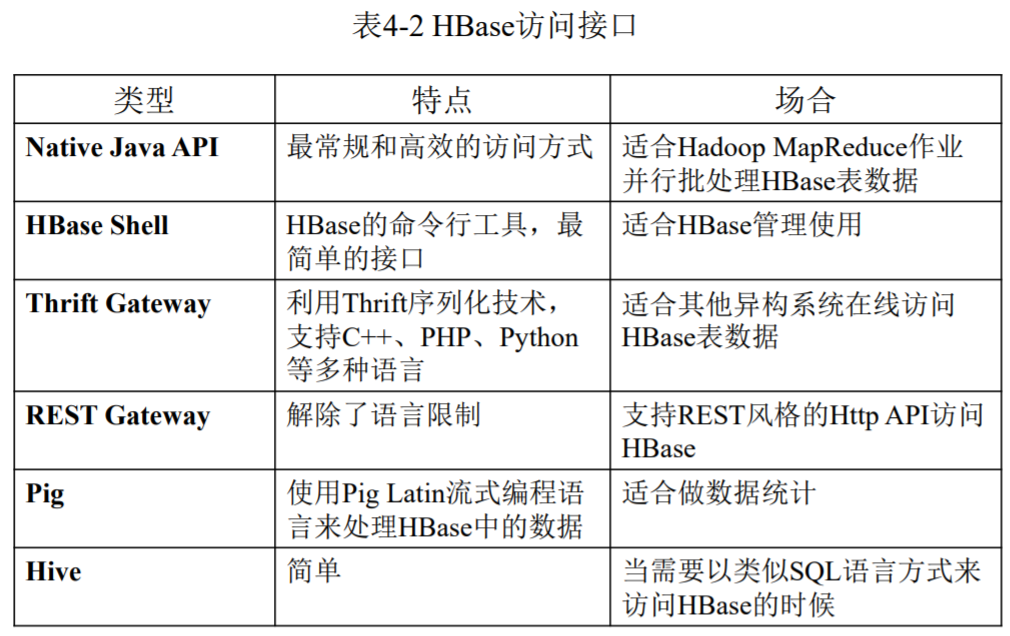 表4-2 HBase访问接口
类型 特点 场合
Native Java API 最常规和高效的访问方式 适合Hadoop MapReduce作业
并行批处理HBase表数据
HBase Shell HBase的命令行工具，最 适合HBase管理使用
简单的接口
Thrift Gateway 利用Thrift序列化技术， 适合其他异构系统在线访问
支持C++、PHP、Python HBase表数据
等多种语言
REST Gateway 解除了语言限制 支持REST风格的Http API访问
HBase
Pig 使用Pig Latin流式编程语 适合做数据统计
言来处理HBase中的数据
Hive 简单 当需要以类似SQL语言方式来
访问HBase的时候